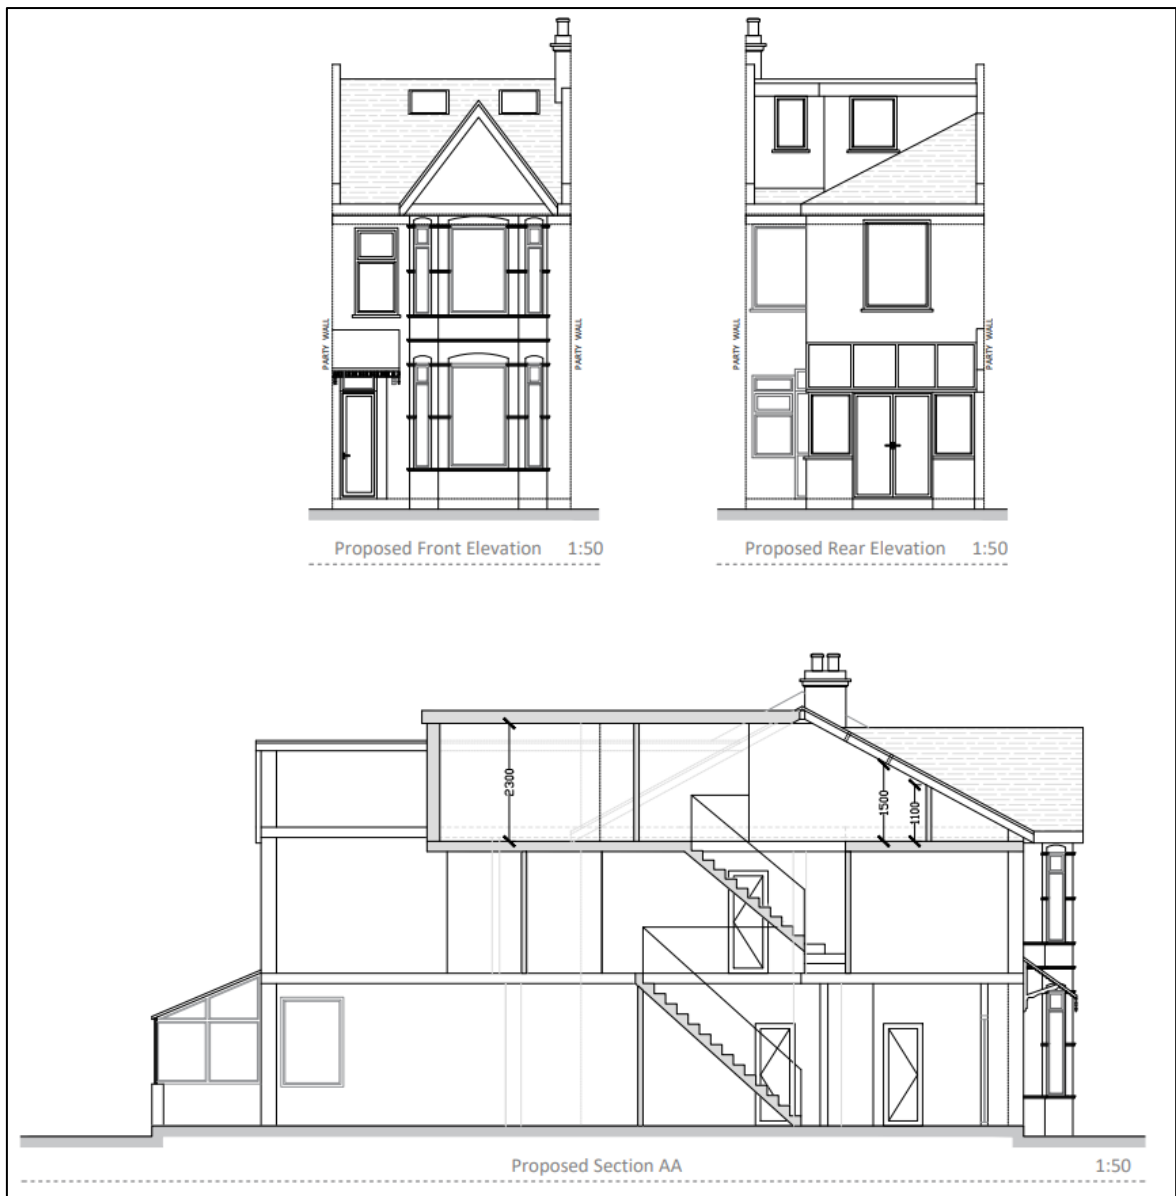 PARTY WALL
PARTY WALL
PARTY WALL
PARTY WALL
Proposed Front Elevation 1:50
Proposed Rear Elevation 1:50
2300
1500
1100
Proposed Section AA 1:50